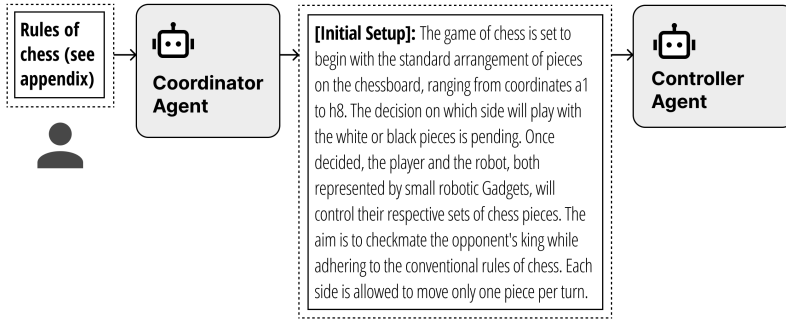 Rules of
chess (see
appendix)
Coordinator
Agent
[Initial Setup]: The game of chess is set to
begin with the standard arrangement of pieces
on the chessboard, ranging from coordinates a1
to h8. The decision on which side will play with
the white or black pieces is pending. Once
decided, the player and the robot, both
represented by small robotic Gadgets, will
control their respective sets of chess pieces. The
aim is to checkmate the opponent's king while
adhering to the conventional rules of chess. Each
side is allowed to move only one piece per turn.
Controller
Agent